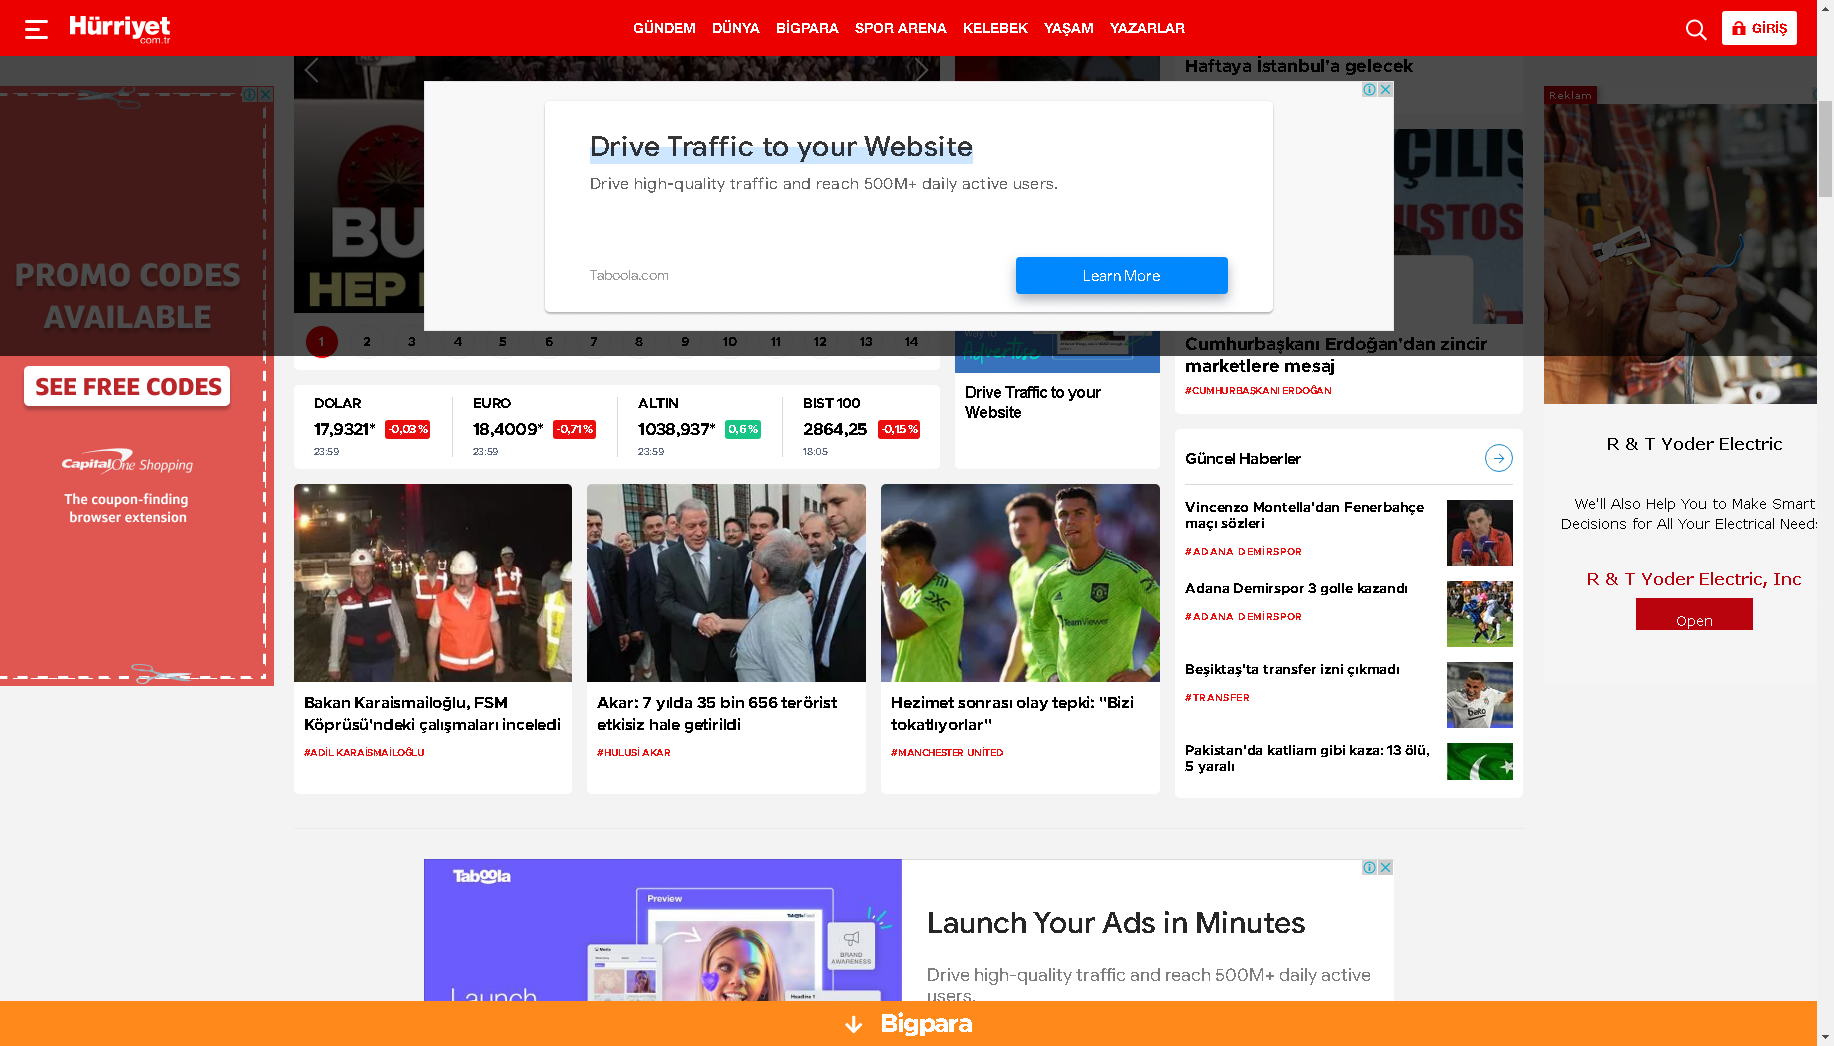 Hürriyet
com.tr
GÜNDEM DÜNYA BİGPARA SPOR ARENA KELEBEK YAŞAM YAZARLAR
GİRİŞ
PROMO CODES
AVAILABLE
SEE FREE CODES
CapitalOne Shopping
The coupon-finding
browser extension
BU
HEP
Drive Traffic to your Website
Drive high-quality traffic and reach 500M+ daily active users.
Taboola.com
Learn More
1 2 3 4 5 6 7 8 9 10 11 12 13 14
DOLAR
17,9321* -0,03%
23:59
EURO
18,4009* -0,71%
23:59
ALTIN
1038,937* 0,6%
23:59
BIST 100
2864,25 -0,15%
18:05
Advertise
Drive Traffic to your
Website
Haftaya İstanbul'a gelecek
Cumhurbaşkanı Erdoğan'dan zincir
marketlere mesaj
#CUMHURBAŞKANI ERDOĞAN
Güncel Haberler
Vincenzo Montella'dan Fenerbahçe
maçı sözleri
#ADANA DEMİRSPOR
Adana Demirspor 3 golle kazandı
#ADANA DEMİRSPOR
Beşiktaş'ta transfer izni çıkmadı
#TRANSFER
Pakistan'da katliam gibi kaza: 13 ölü,
5 yaralı
Bakan Karaismailoğlu, FSM
Köprüsü'ndeki çalışmaları inceledi
#ADİL KARAİSMAİLOĞLU
Akar: 7 yılda 35 bin 656 terörist
etkisiz hale getirildi
#HULUSİ AKAR
TeamViewer
Hezimet sonrası olay tepki: "Bizi
tokatlıyorlar"
#MANCHESTER UNİTED
Reklam
R & T Yoder Electric
We'll Also Help You to Make Smart
Decisions for All Your Electrical Needs
R & T Yoder Electric, Inc
Open
Taboola
Preview
BRAND
AWARENESS
Headline 1
Launch
Launch Your Ads in Minutes
Drive high-quality traffic and reach 500M+ daily active
users.
Bigpara